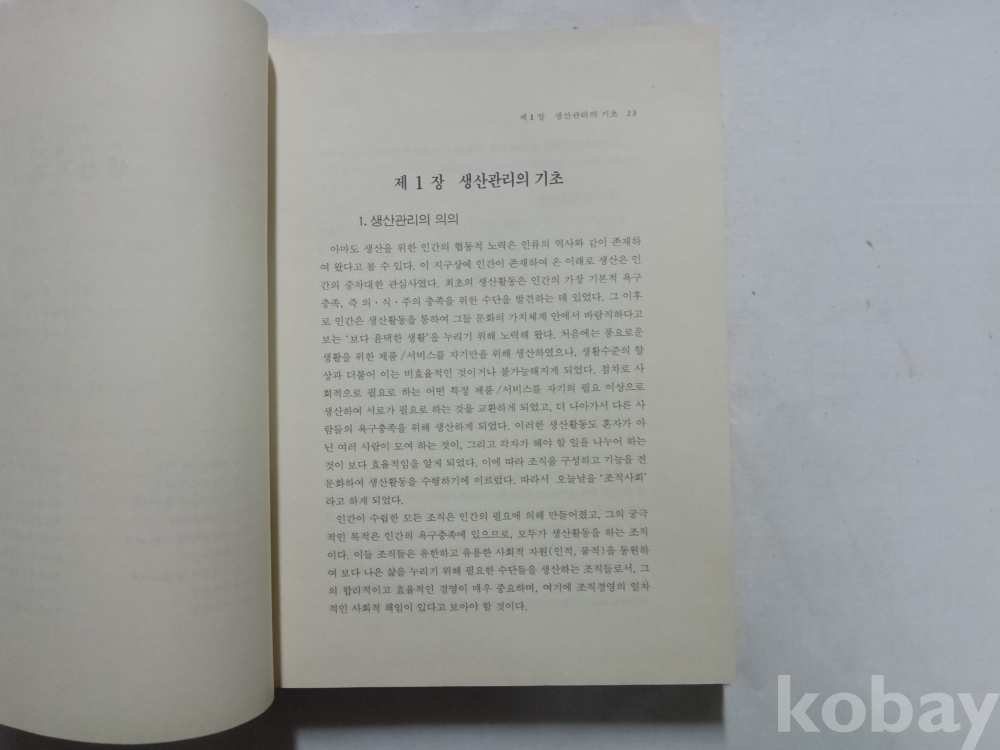 제 1 장 생산관리의 기초 13
제 1 장 생산관리의 기초
1. 생산관리의 의의
아마도 생산을 위한 인간의 협동적 노력은 인류의 역사와 같이 존재하
여 왔다고 볼 수 있다. 이 지구상에 인간이 존재하여 온 이래로 생산은 인
간의 중차대한 관심사였다. 최초의 생산활동은 인간의 가장 기본적 욕구
충족, 즉 의·식·주의 충족을 위한 수단을 발견하는 데 있었다. 그 이후
로 인간은 생산활동을 통하여 그들 문화의 가치체계 안에서 바람직하다고
보는 '보다 윤택한 생활'을 누리기 위해 노력해 왔다. 처음에는 풍요로운
생활을 위한 제품/서비스를 자기만을 위해 생산하였으나, 생활수준의 향
상과 더불어 이는 비효율적인 것이거나 불가능해지게 되었다. 점차로 사
회적으로 필요로 하는 어떤 특정 제품/서비스를 자기의 필요 이상으로
생산하여 서로가 필요로 하는 것을 교환하게 되었고, 더 나아가서 다른 사
람들의 욕구충족을 위해 생산하게 되었다. 이러한 생산활동도 혼자가 아
닌 여러 사람이 모여 하는 것이, 그리고 각자가 해야 할 일을 나누어 하는
것이 보다 효율적임을 알게 되었다. 이에 따라 조직을 구성하고 기능을 전
문화하여 생산활동을 수행하기에 이르렀다. 따라서 오늘날을 '조직사회'
라고 하게 되었다.
인간이 수립한 모든 조직은 인간의 필요에 의해 만들어졌고, 그의 궁극
적인 목적은 인간의 욕구충족에 있으므로, 모두가 생산활동을 하는 조직
이다. 이들 조직들은 유한하고 유용한 사회적 자원(인적, 물적)을 동원하
여 보다 나은 삶을 누리기 위해 필요한 수단들을 생산하는 조직들로서, 그
의 합리적이고 효율적인 경영이 매우 중요하며, 여기에 조직경영의 일차
적인 사회적 책임이 있다고 보아야 할 것이다.
kobay